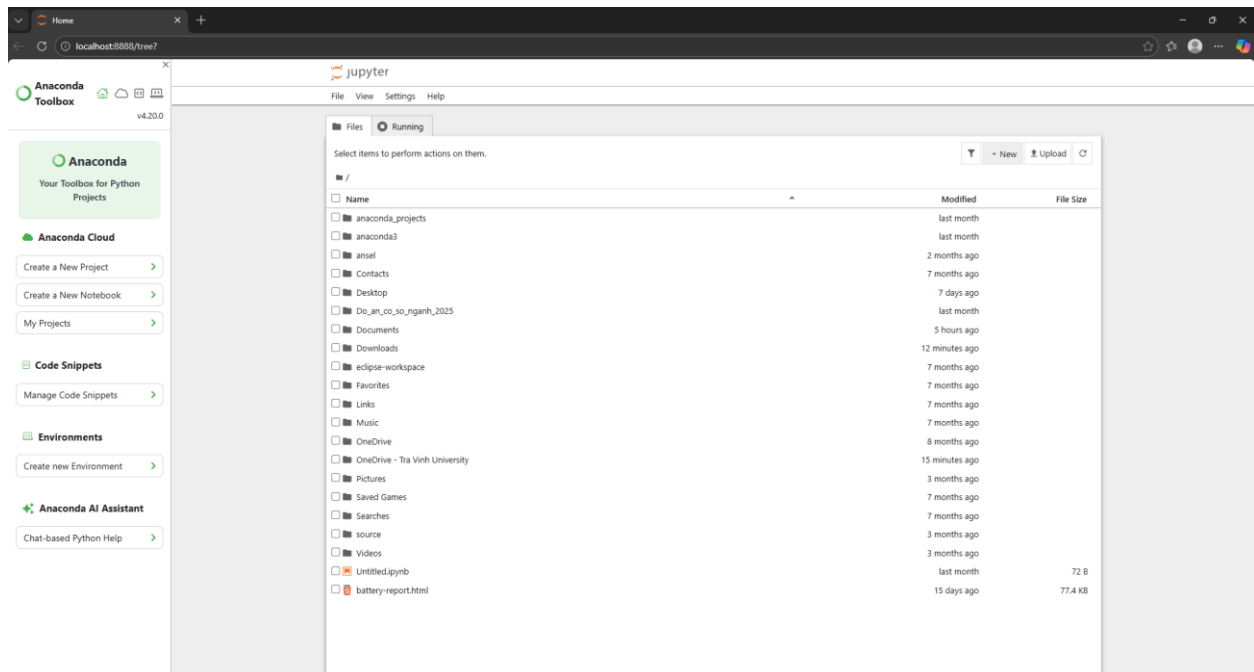 Home
localhost:8888/tree?
Anaconda
Toolbox
v4.20.0
Anaconda
Your Toolbox for Python
Projects
Anaconda Cloud
Create a New Project
Create a New Notebook
My Projects
Code Snippets
Manage Code Snippets
Environments
Create new Environment
Anaconda AI Assistant
Chat-based Python Help
jupyter
File View Settings Help
Files Running
Select items to perform actions on them. New Upload
/
Name Modified File Size
anaconda_projects last month
anaconda3 last month
ansel 2 months ago
Contacts 7 months ago
Desktop 7 days ago
Do_an_co_so_nganh_2025 last month
Documents 5 hours ago
Downloads 12 minutes ago
eclipse-workspace 7 months ago
Favorites 7 months ago
Links 7 months ago
Music 7 months ago
OneDrive 8 months ago
OneDrive - Tra Vinh University 15 minutes ago
Pictures 3 months ago
Saved Games 7 months ago
Searches 7 months ago
source 3 months ago
Videos 3 months ago
Untitled.ipynb last month 72 B
battery-report.html 15 days ago 77.4 KB